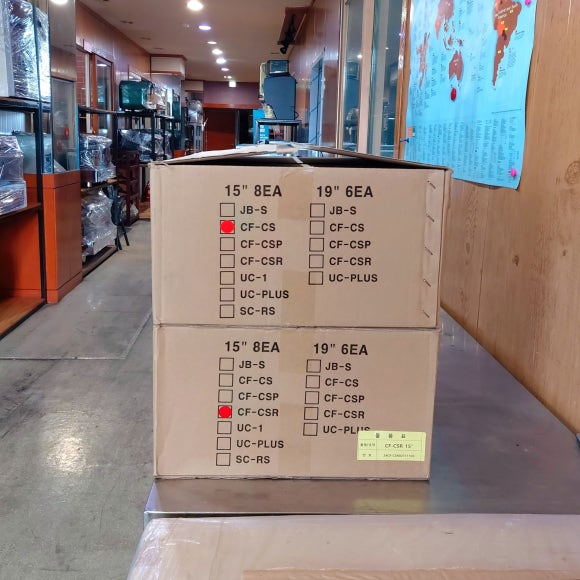 15" 8EA 19" 6EA
JB-S JB-S
CF-CS CF-CS
CF-CSP CF-CSP
CF-CSR CF-CSR
UC-1 UC-PLUS
UC-PLUS
SC-RS
15" 8EA 19" 6EA
JB-S JB-S
CF-CS CF-CS
CF-CSP CF-CSP
CF-CSR CF-CSR
UC-1 UC-PLUS
UC-PLUS
SC-RS
CF-CSR 15"